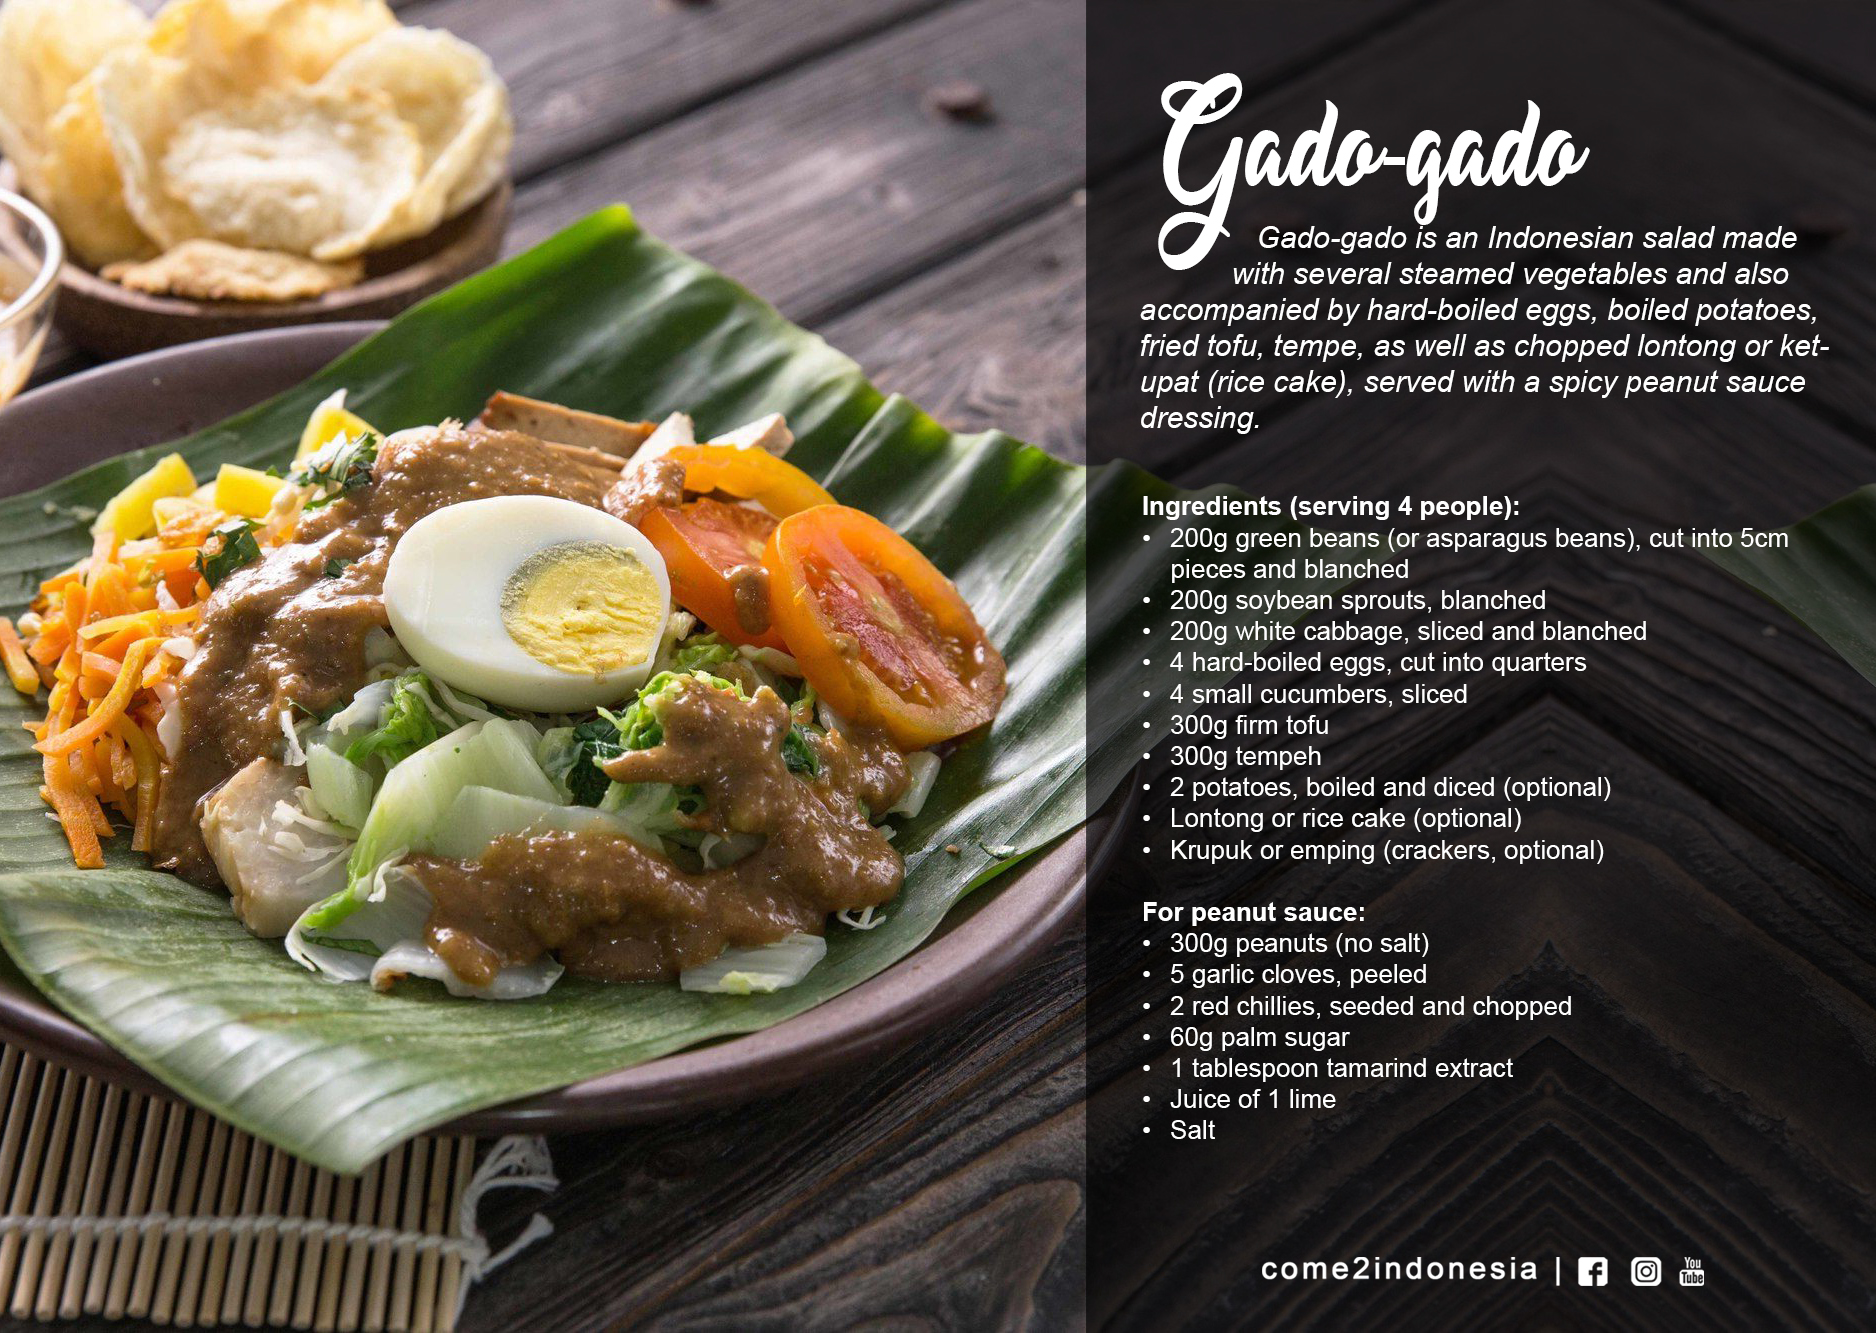 Gado-gado
Gado-gado is an Indonesian salad made
with several steamed vegetables and also
accompanied by hard-boiled eggs, boiled potatoes,
fried tofu, tempe, as well as chopped lontong or ket-
upat (rice cake), served with a spicy peanut sauce
dressing.
Ingredients (serving 4 people):
• 200g green beans (or asparagus beans), cut into 5cm
pieces and blanched
• 200g soybean sprouts, blanched
• 200g white cabbage, sliced and blanched
• 4 hard-boiled eggs, cut into quarters
• 4 small cucumbers, sliced
• 300g firm tofu
• 300g tempeh
• 2 potatoes, boiled and diced (optional)
• Lontong or rice cake (optional)
• Krupuk or emping (crackers, optional)
For peanut sauce:
• 300g peanuts (no salt)
• 5 garlic cloves, peeled
• 2 red chillies, seeded and chopped
• 60g palm sugar
• 1 tablespoon tamarind extract
• Juice of 1 lime
• Salt
come2indonesia | You Tube